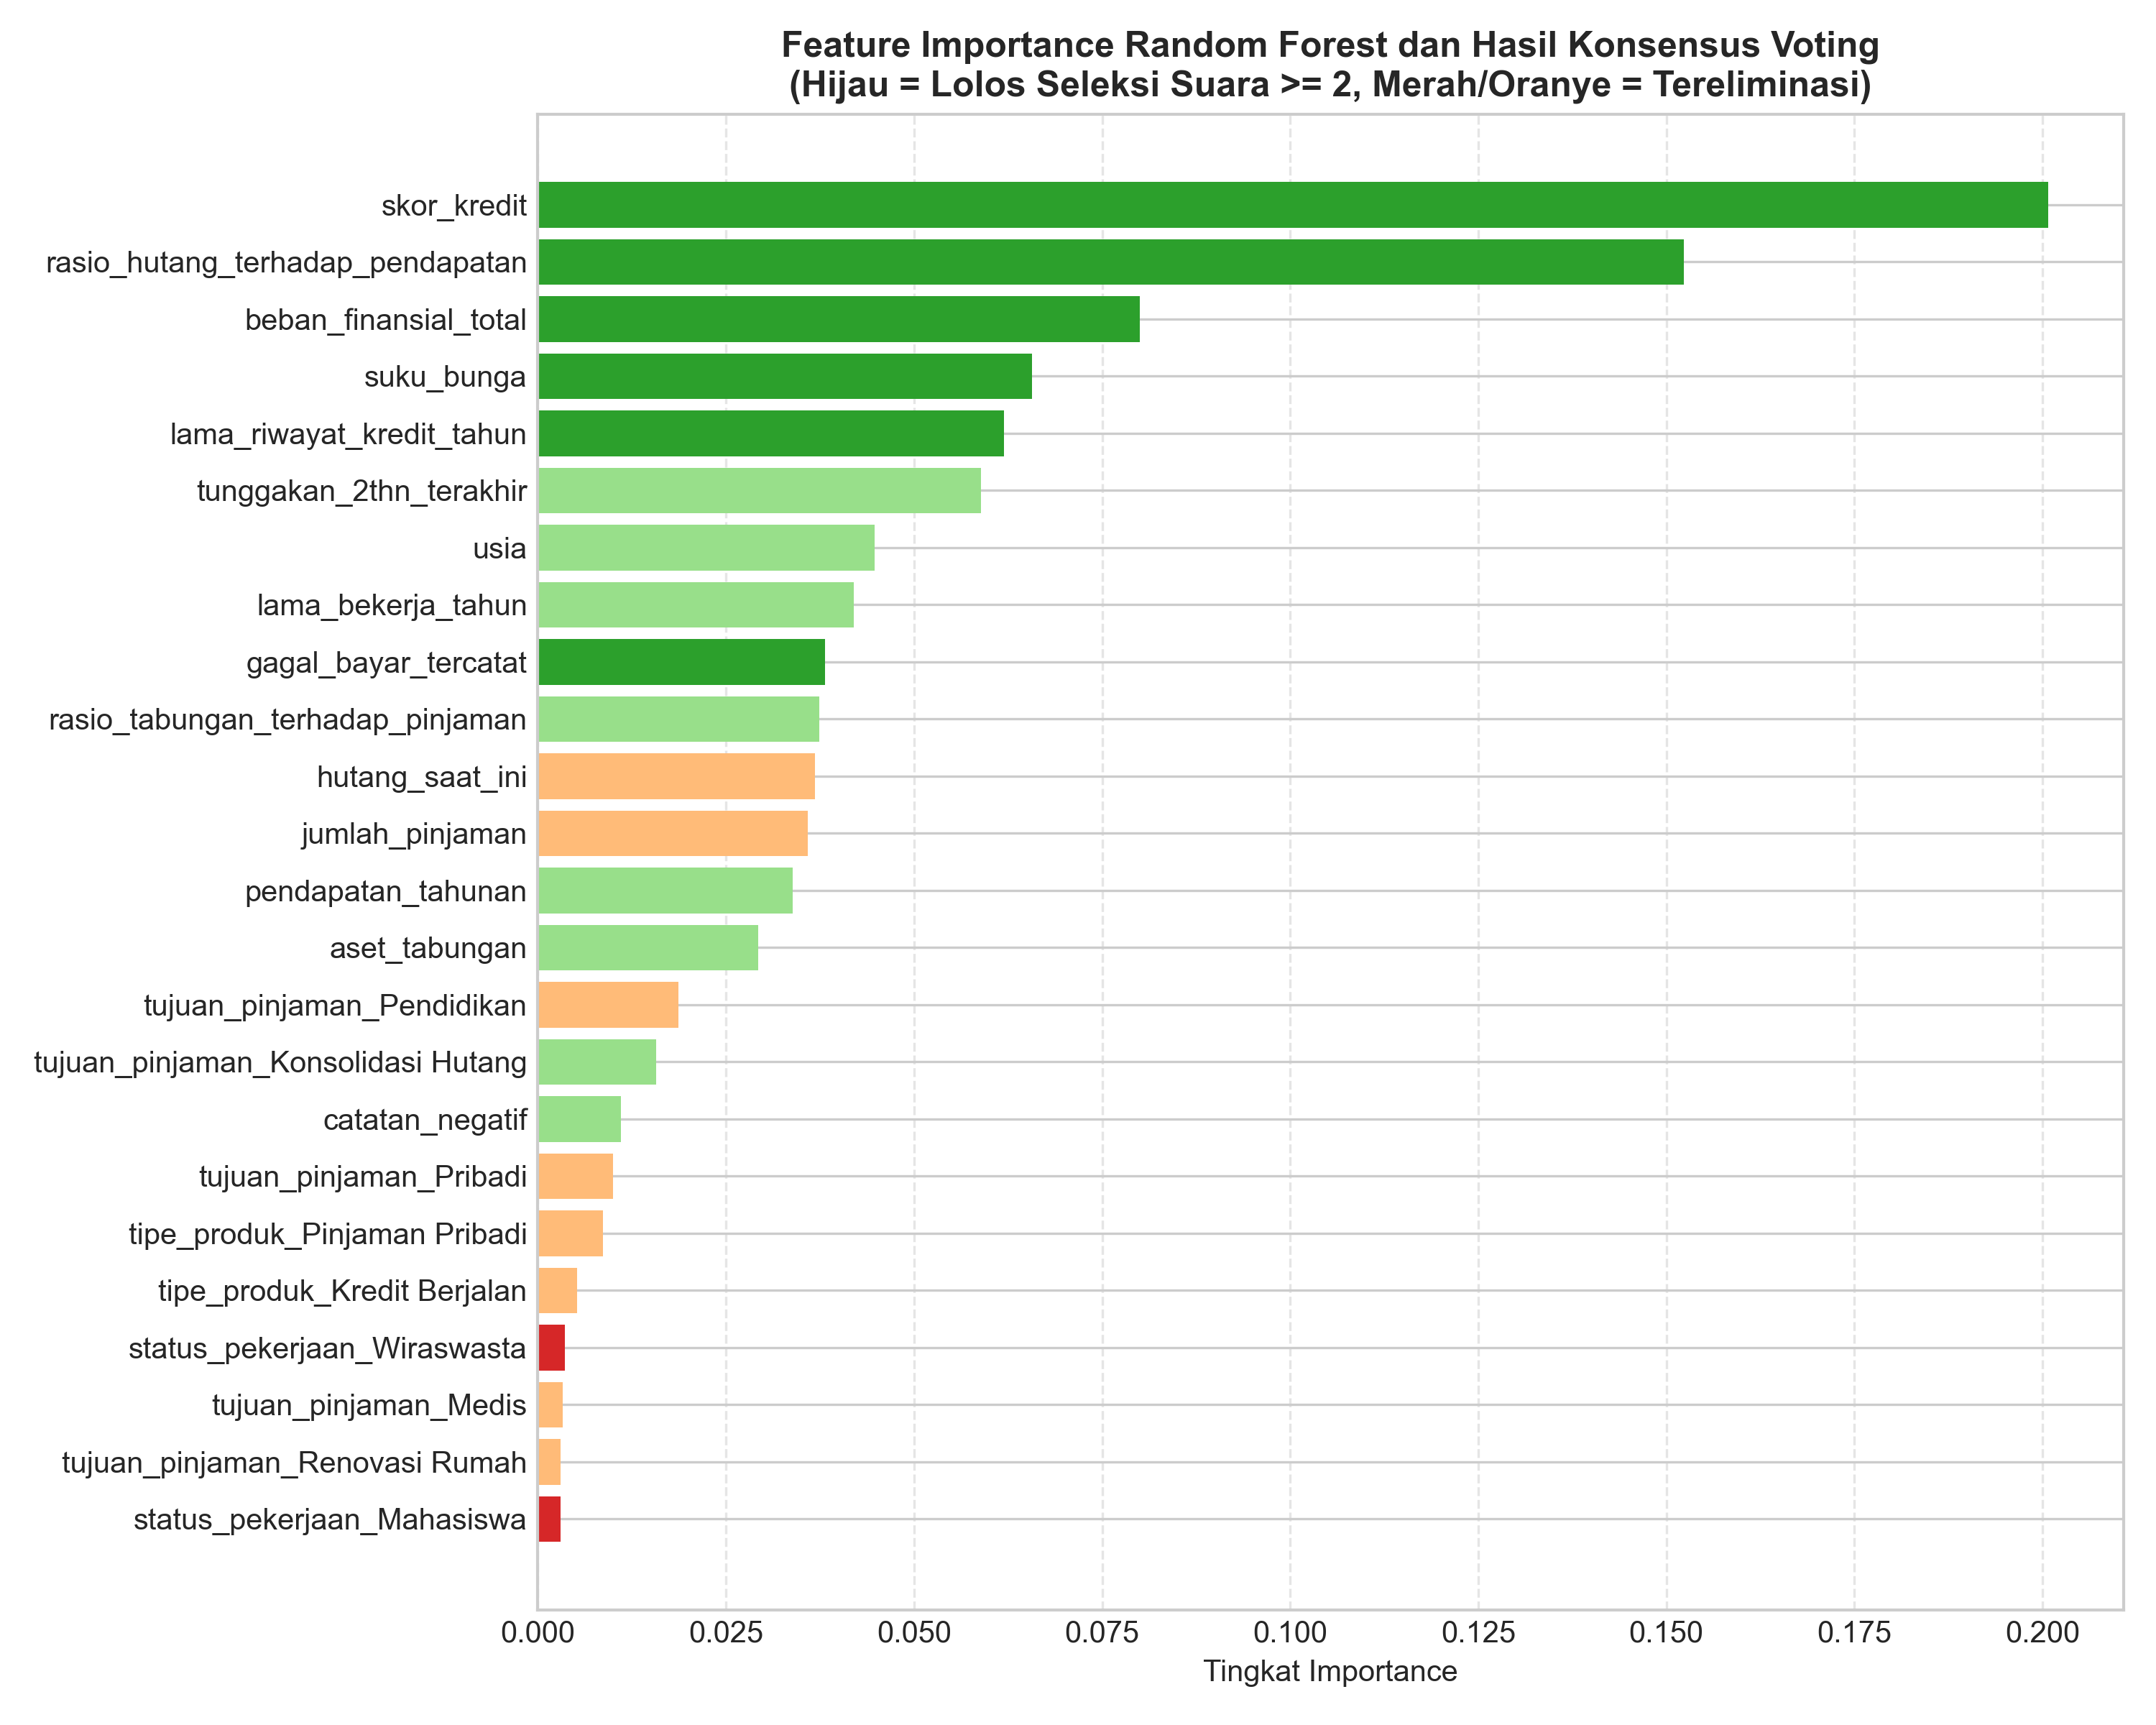 Feature Importance Random Forest dan Hasil Konsensus Voting
(Hijau = Lolos Seleksi Suara >= 2, Merah/Oranye = Tereliminasi)
skor_kredit
rasio_hutang_terhadap_pendapatan
beban_finansial_total
suku_bunga
lama_riwayat_kredit_tahun
tunggakan_2thn_terakhir
usia
lama_bekerja_tahun
gagal_bayar_tercatat
rasio_tabungan_terhadap_pinjaman
hutang_saat_ini
jumlah_pinjaman
pendapatan_tahunan
aset_tabungan
tujuan_pinjaman_Pendidikan
tujuan_pinjaman_Konsolidasi Hutang
catatan_negatif
tujuan_pinjaman_Pribadi
tipe_produk_Pinjaman Pribadi
tipe_produk_Kredit Berjalan
status_pekerjaan_Wiraswasta
tujuan_pinjaman_Medis
tujuan_pinjaman_Renovasi Rumah
status_pekerjaan_Mahasiswa
0.000 0.025 0.050 0.075 0.100 0.125 0.150 0.175 0.200
Tingkat Importance